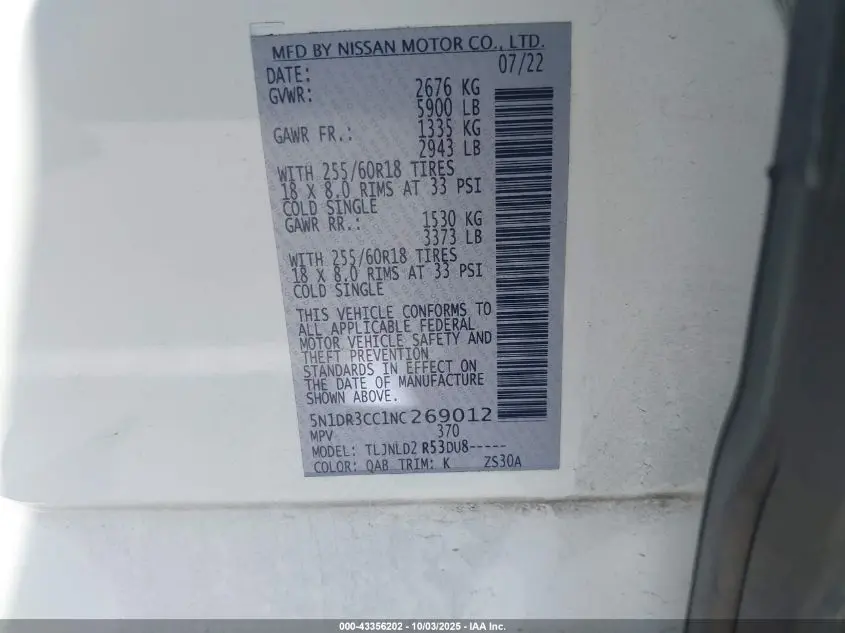 MFD BY NISSAN MOTOR CO., LTD.
DATE: 07/22
GVWR: 2676 KG
5900 LB
GAWR FR.: 1335 KG
2943 LB
WITH 255/60R18 TIRES
18 X 8.0 RIMS AT 33 PSI
COLD SINGLE
GAWR RR.: 1530 KG
3373 LB
WITH 255/60R18 TIRES
18 X 8.0 RIMS AT 33 PSI
COLD SINGLE
THIS VEHICLE CONFORMS TO
ALL APPLICABLE FEDERAL
MOTOR VEHICLE SAFETY AND
THEFT PREVENTION
STANDARDS IN EFFECT ON
THE DATE OF MANUFACTURE
SHOWN ABOVE.
5N1DR3CC1NC269012
MPV 370
MODEL: TLJNLD2 R53DU8-----
COLOR: QAB TRIM: K ZS30A
000-43356202 - 10/03/2025 - IAA Inc.